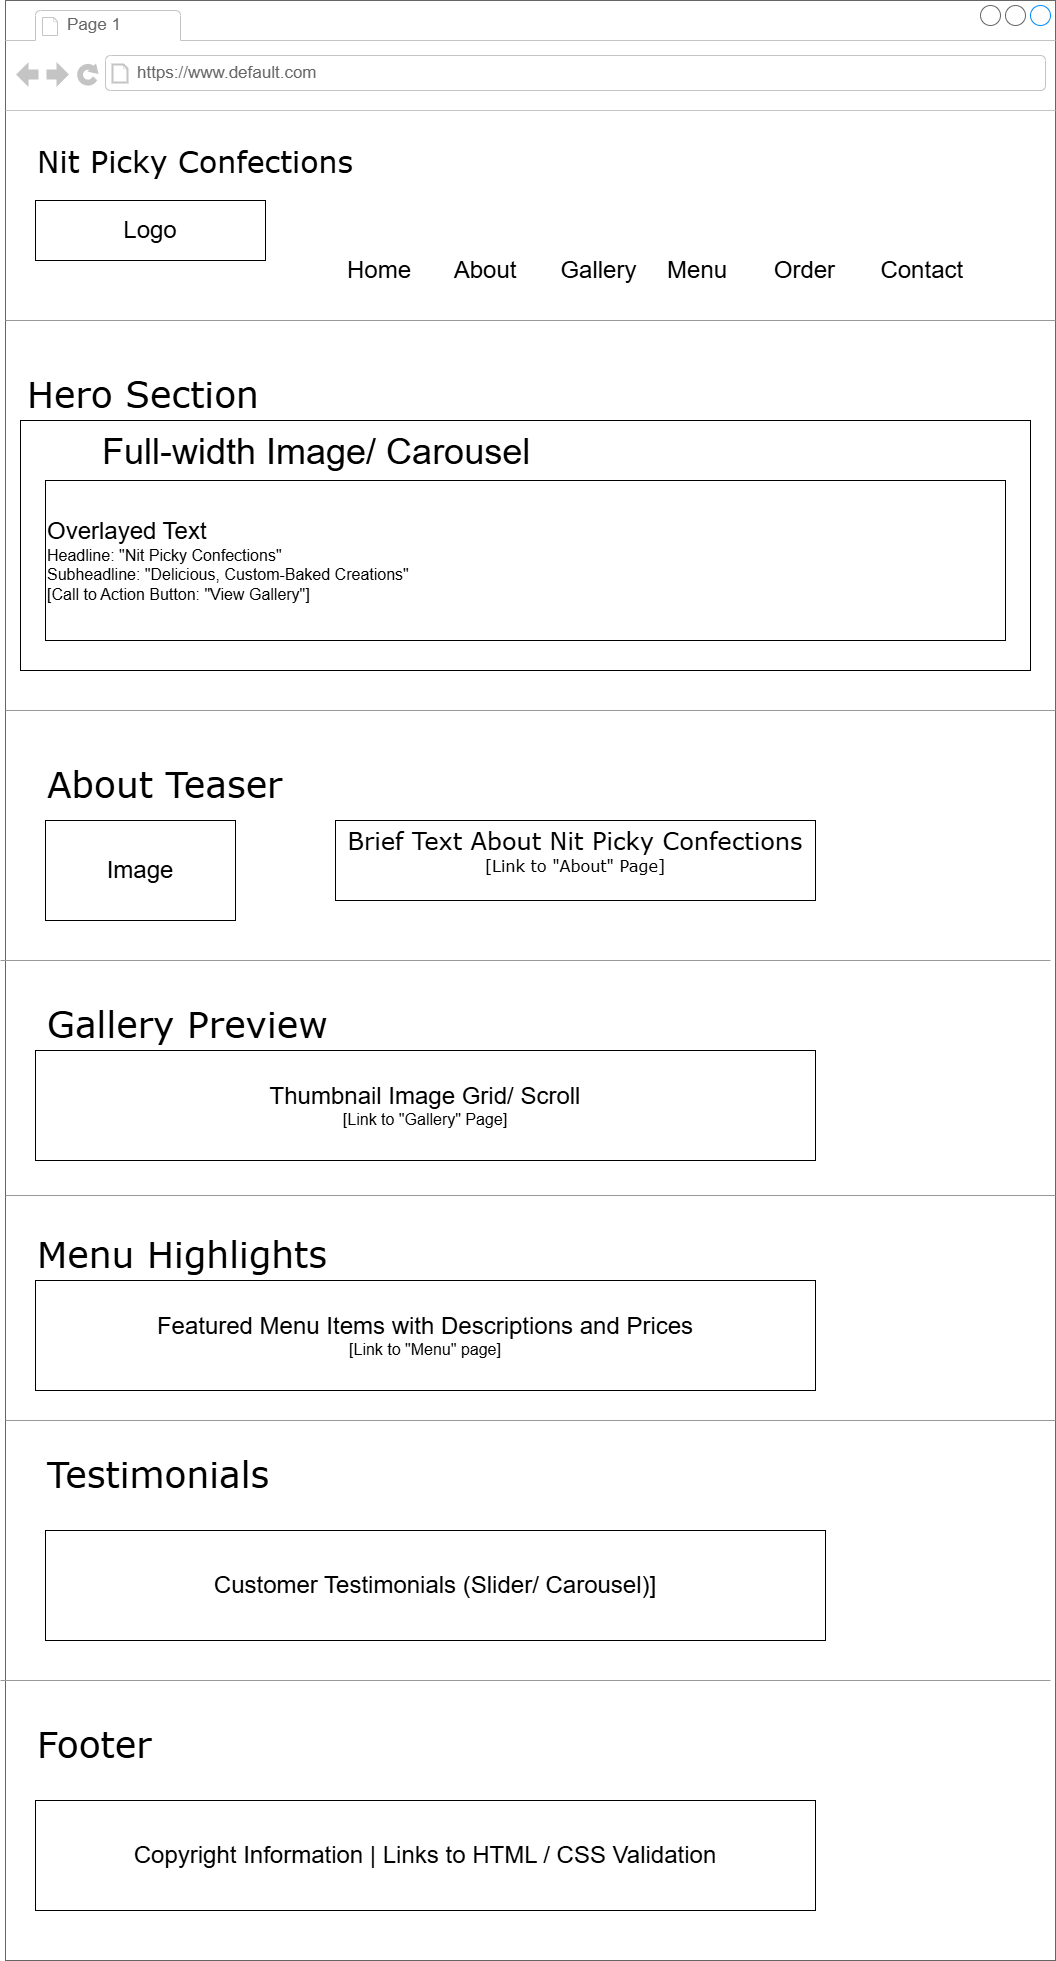 Page 1
https://www.default.com
Nit Picky Confections
Logo
Home About Gallery Menu Order Contact
Hero Section
Full-width Image/ Carousel
Overlayed Text
Headline: "Nit Picky Confections"
Subheadline: "Delicious, Custom-Baked Creations"
[Call to Action Button: "View Gallery"]
About Teaser
Image
Brief Text About Nit Picky Confections
[Link to "About" Page]
Gallery Preview
Thumbnail Image Grid/ Scroll
[Link to "Gallery" Page]
Menu Highlights
Featured Menu Items with Descriptions and Prices
[Link to "Menu" page]
Testimonials
Customer Testimonials (Slider/ Carousel)]
Footer
Copyright Information | Links to HTML / CSS Validation